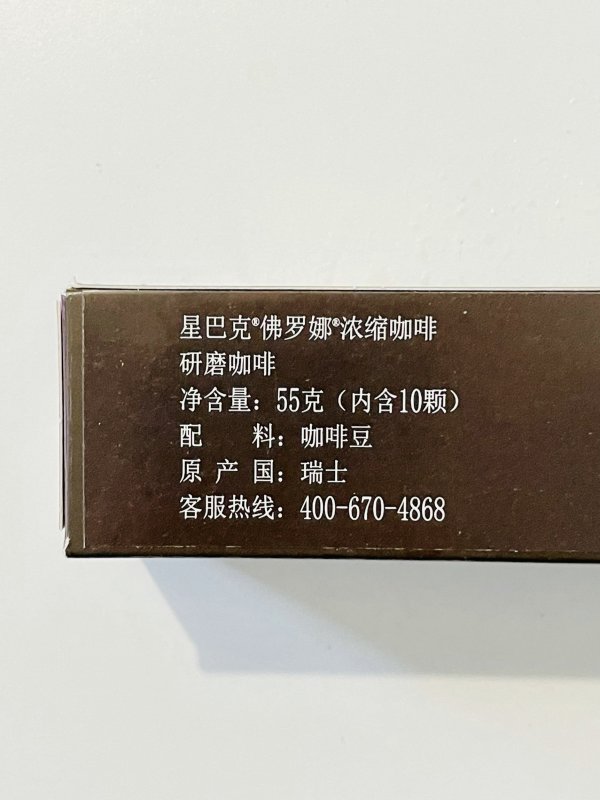 星巴克®佛罗娜®浓缩咖啡
研磨咖啡
净含量：55克（内含10颗）
配　　料：咖啡豆
原 产 国：瑞士
客服热线：400-670-4868